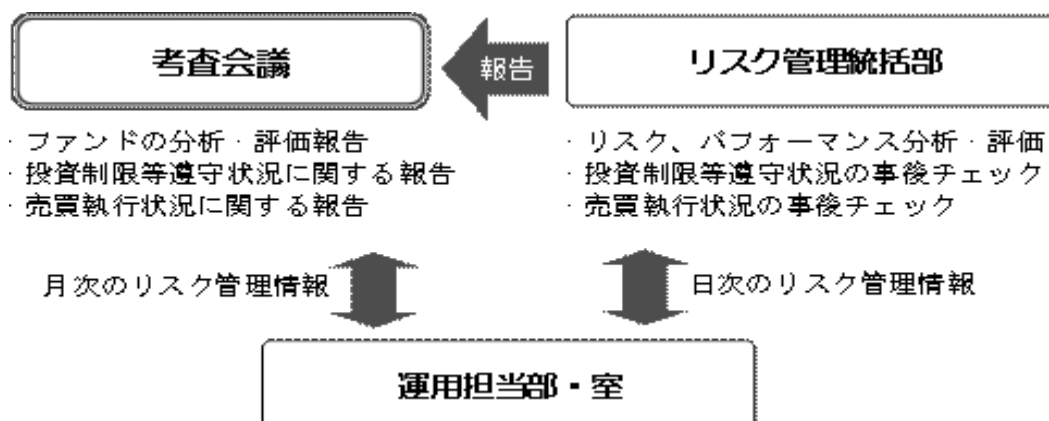 考査会議
報告
リスク管理統括部
· ファンドの分析・評価報告
· 投資制限等遵守状況に関する報告
· 売買執行状況に関する報告
· リスク、パフォーマンス分析・評価
· 投資制限等遵守状況の事後チェック
· 売買執行状況の事後チェック
月次のリスク管理情報
日次のリスク管理情報
運用担当部・室